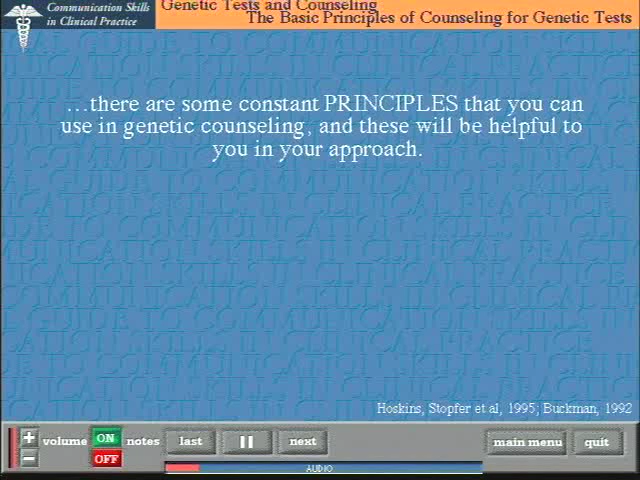 Communication Skills
in Clinical Practice
Genetic Tests and Counseling
The Basic Principles of Counseling for Genetic Tests
…there are some constant PRINCIPLES that you can
use in genetic counseling, and these will be helpful to
you in your approach.
Hoskins, Stopfer et al, 1995; Buckman, 1992
+ volume ON notes last next main menu quit
- OFF
AUDIO